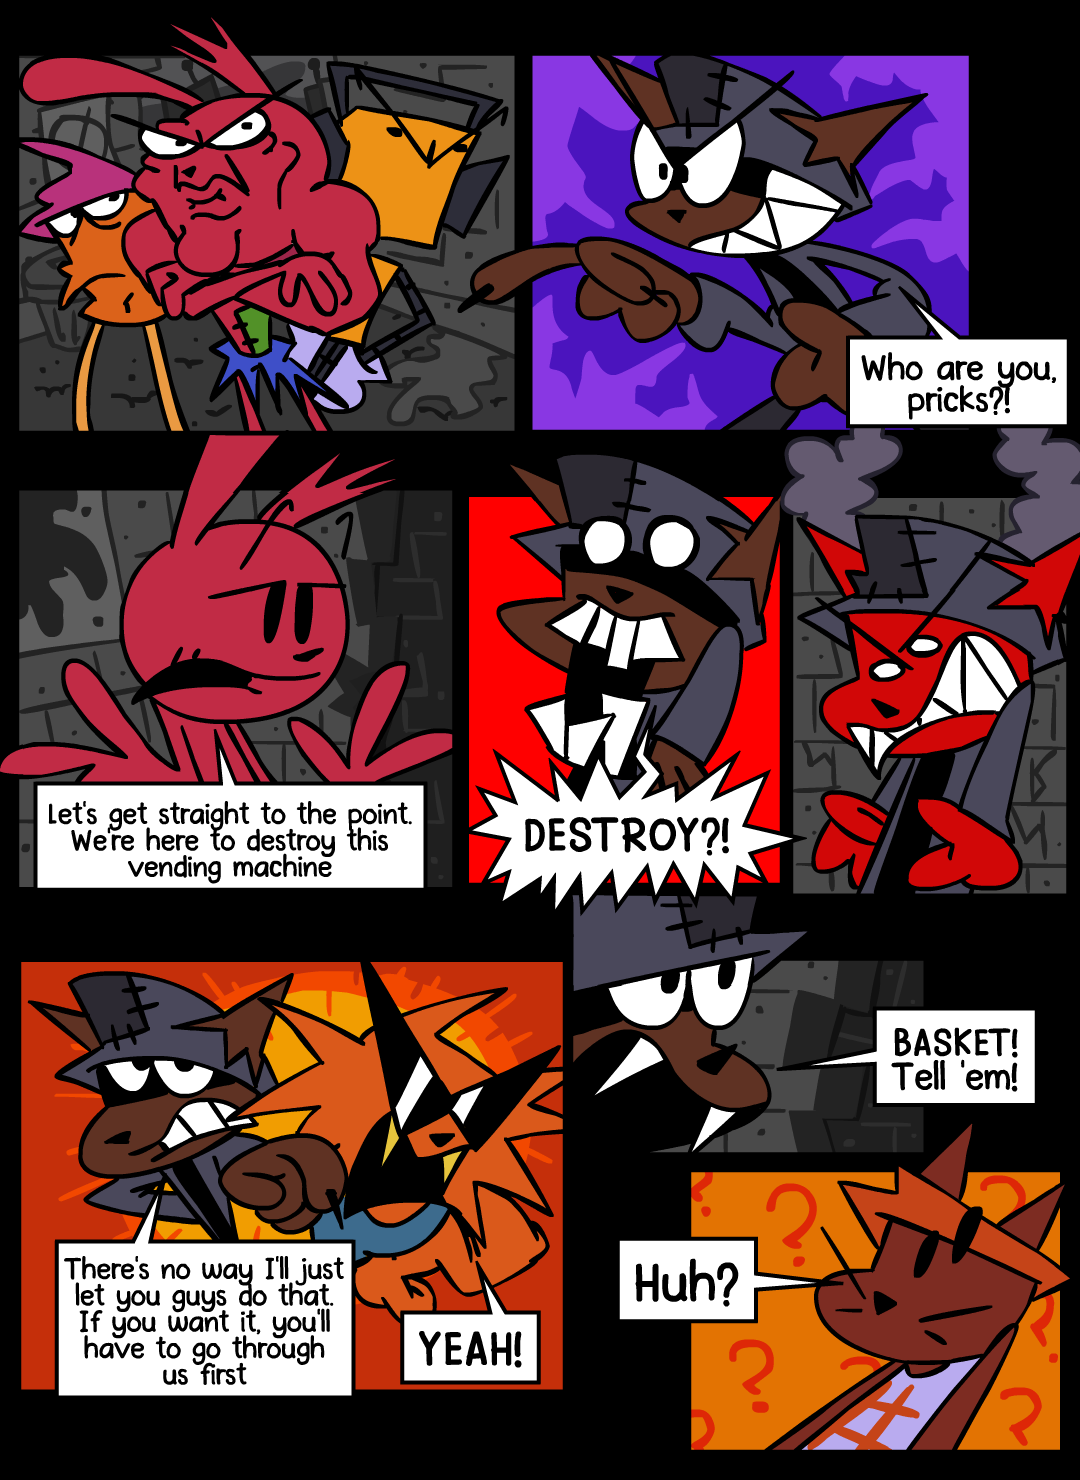 Who are you,
pricks?!
Let's get straight to the point.
We're here to destroy this
vending machine
DESTROY?!
There's no way I'll just
let you guys do that.
If you want it, you'll
have to go through
us first
YEAH!
BASKET!
Tell 'em!
Huh?